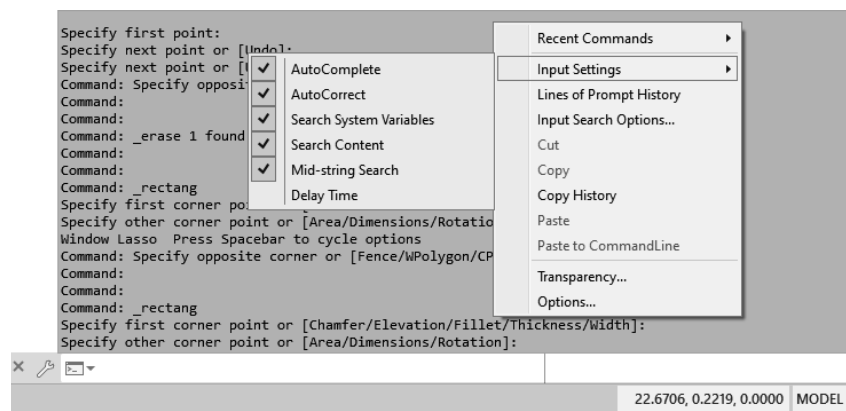 Specify first point:
Specify next point or [Undo]:
Specify next point or [
Command: Specify opposi
Command:
Command:
Command: _erase 1 found
Command:
Command:
Command: _rectang
Specify first corner po
Specify other corner point or [Area/Dimensions/Rotatio
Window Lasso Press Spacebar to cycle options
Command: Specify opposite corner or [Fence/WPolygon/CP
Command:
Command:
Command: _rectang
Specify first corner point or [Chamfer/Elevation/Fillet/Thickness/Width]:
Specify other corner point or [Area/Dimensions/Rotation]:
AutoComplete
AutoCorrect
Search System Variables
Search Content
Mid-string Search
Delay Time
Recent Commands
Input Settings
Lines of Prompt History
Input Search Options...
Cut
Copy
Copy History
Paste
Paste to CommandLine
Transparency...
Options...
22.6706, 0.2219, 0.0000 MODEL